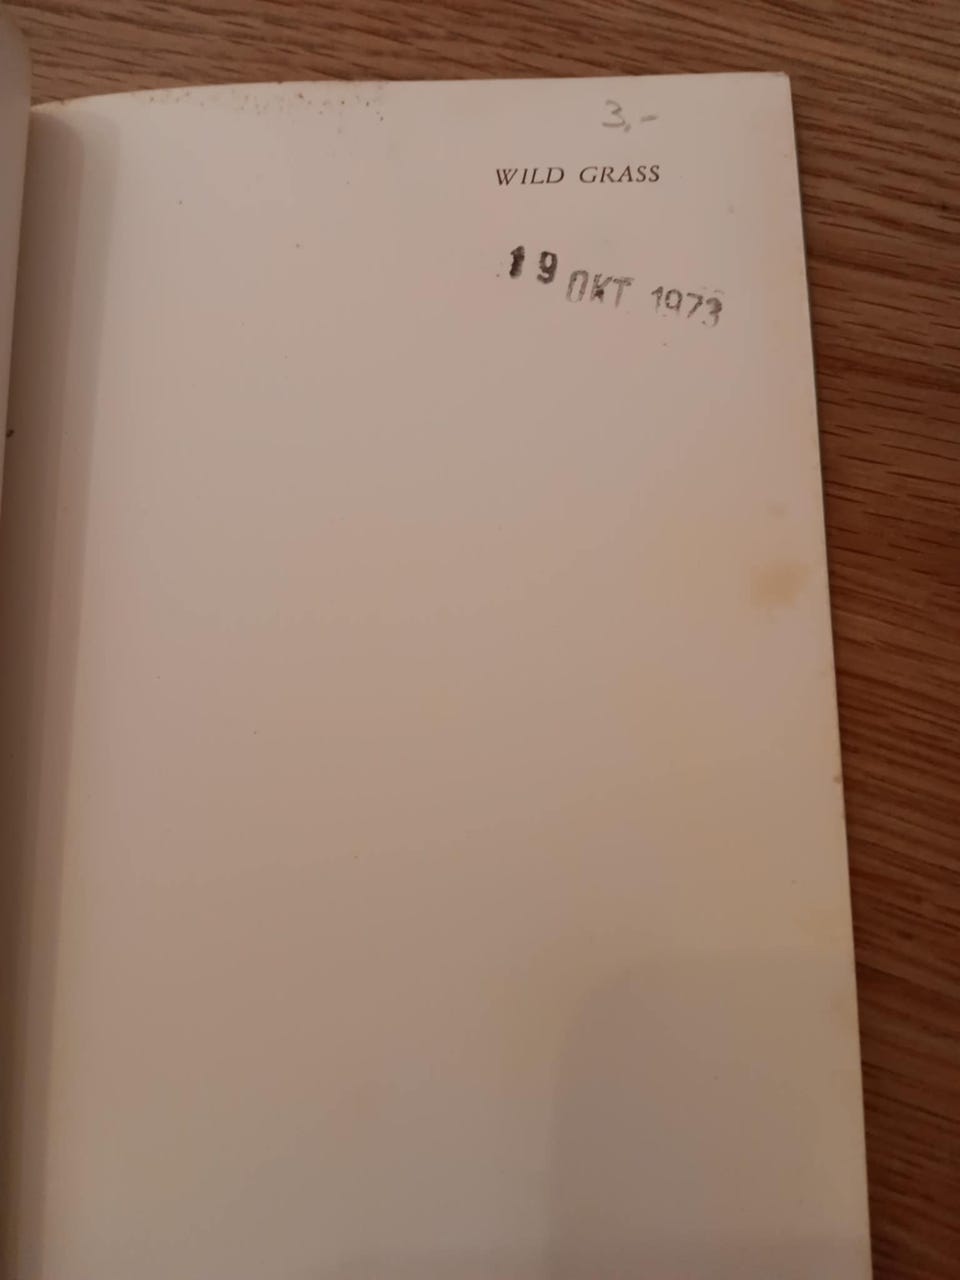 3,-
WILD GRASS
19 OKT 1973